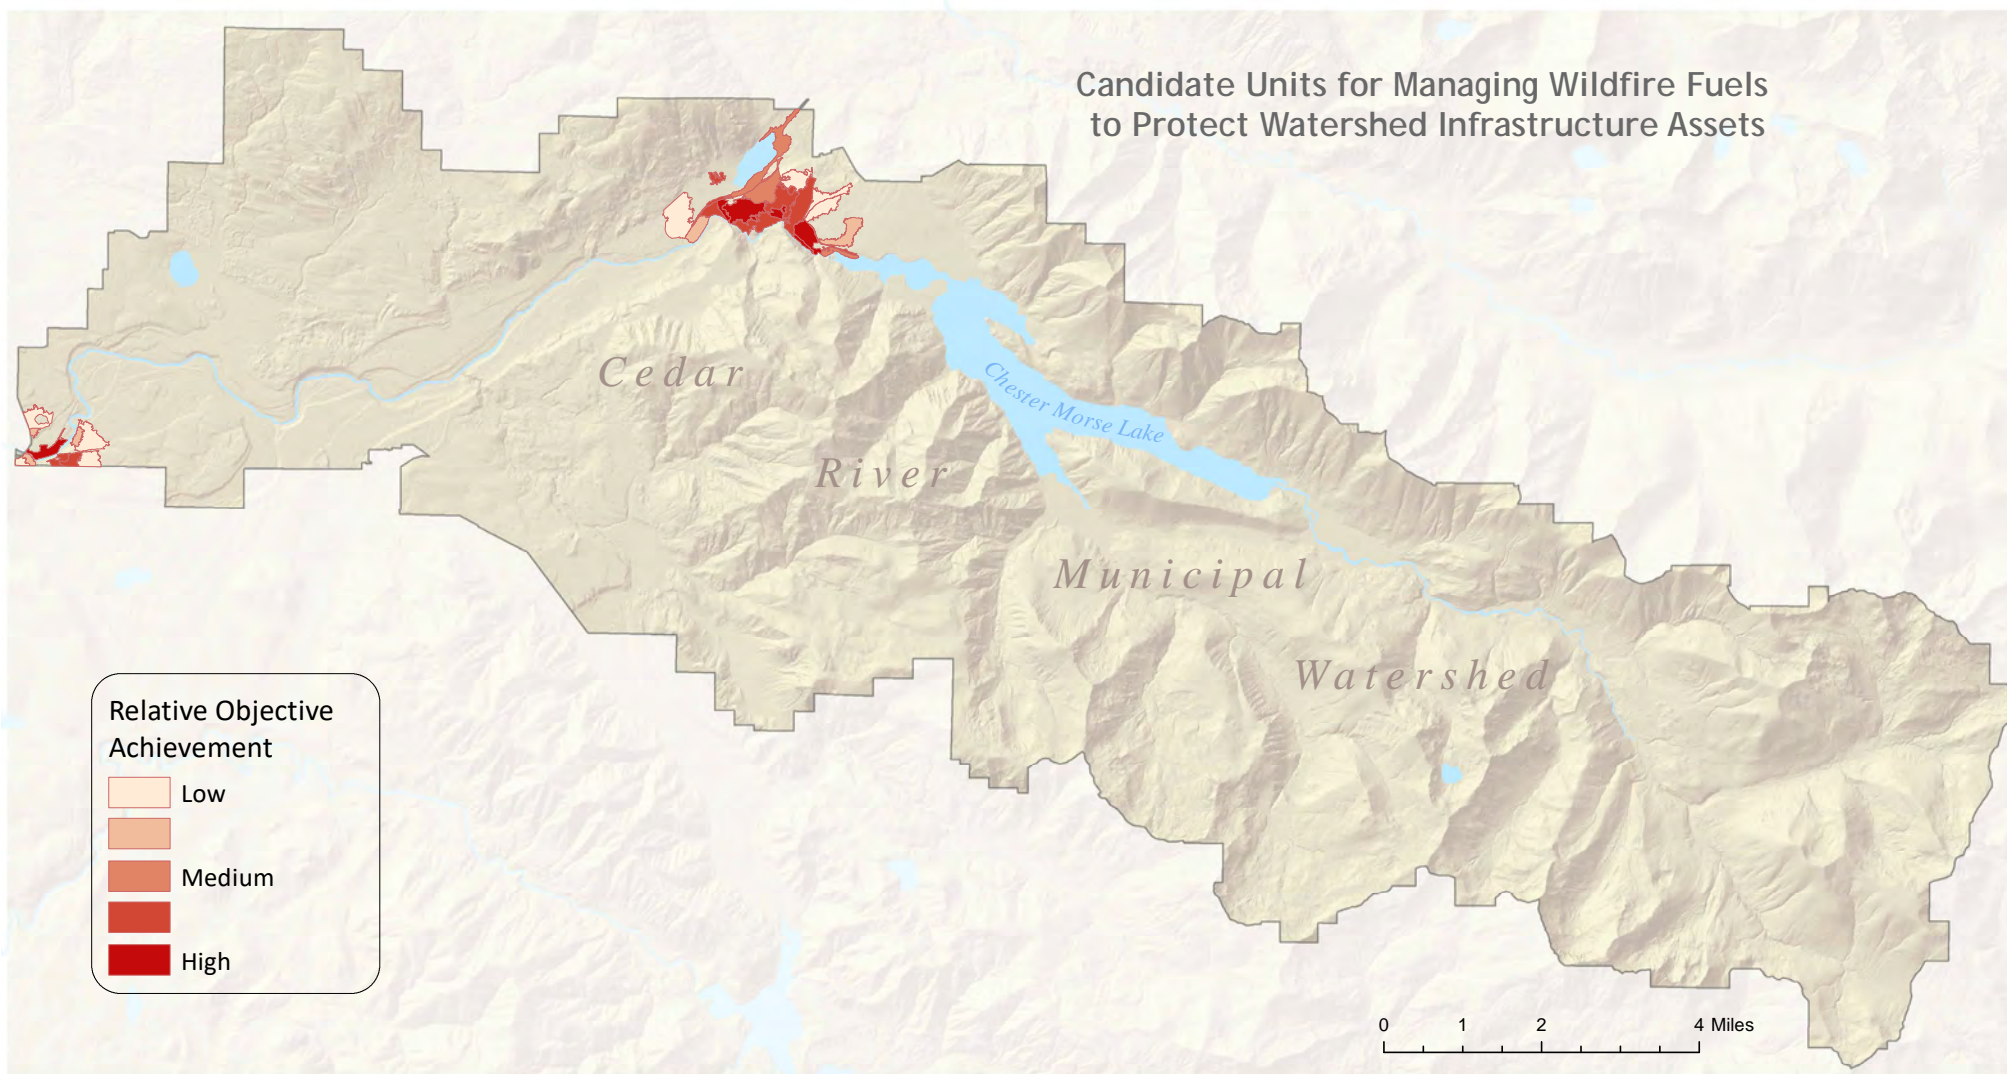 Candidate Units for Managing Wildfire Fuels
to Protect Watershed Infrastructure Assets
Cedar
Chester Morse Lake
River
Municipal
Watershed
Relative Objective
Achievement
Low
Medium
High
0 1 2 4 Miles